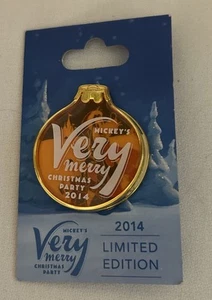 MICKEY'S
Very
merry
CHRISTMAS
PARTY
2014
MICKEY'S
Very
merry
CHRISTMAS
PARTY
2014
LIMITED
EDITION